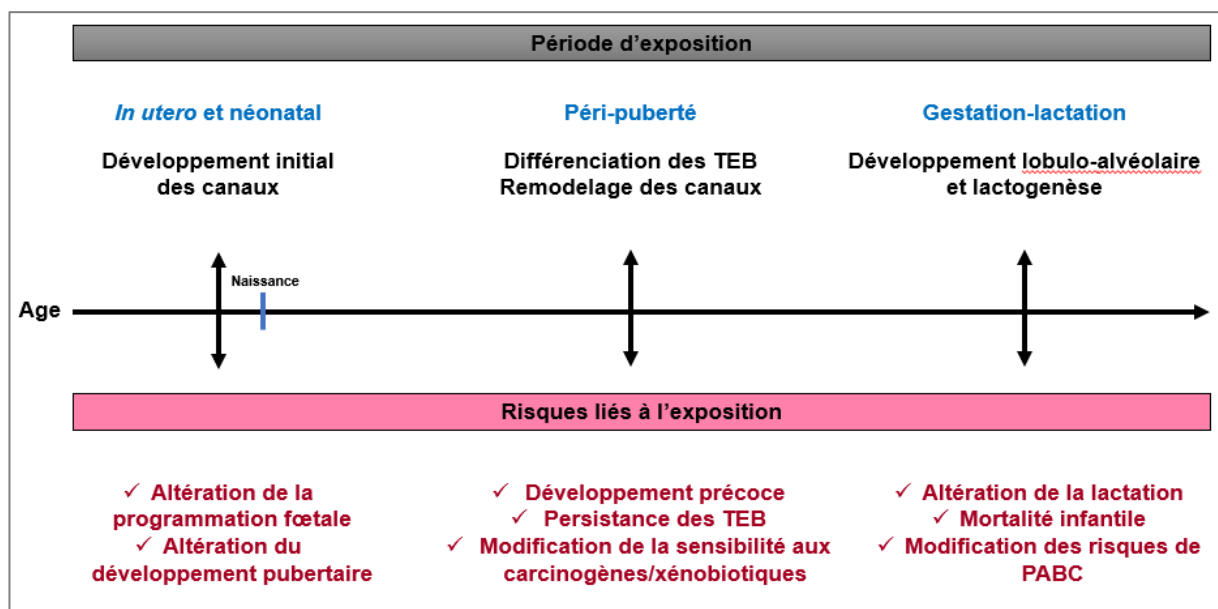 Période d'exposition
In utero et néonatal
Développement initial
des canaux
Péri-puberté
Différenciation des TEB
Remodelage des canaux
Gestation-lactation
Développement lobulo-alvéolaire
et lactogenèse
Naissance
Age
Risques liés à l'exposition
✓ Altération de la
programmation fœtale
✓ Altération du
développement pubertaire
✓ Développement précoce
✓ Persistance des TEB
✓ Modification de la sensibilité aux
carcinogènes/xénobiotiques
✓ Altération de la lactation
✓ Mortalité infantile
✓ Modification des risques de
PABC